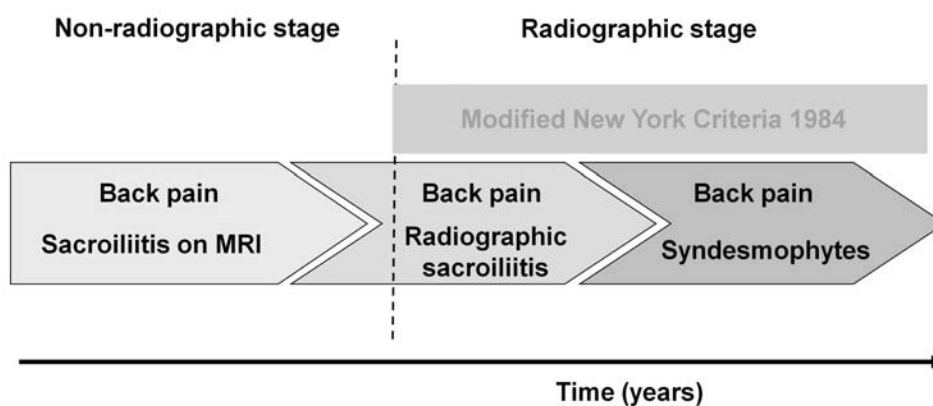 Non-radiographic stage
Radiographic stage
Modified New York Criteria 1984
Back pain
Sacroiliitis on MRI
Back pain
Radiographic
sacroiliitis
Back pain
Syndesmophytes
Time (years)